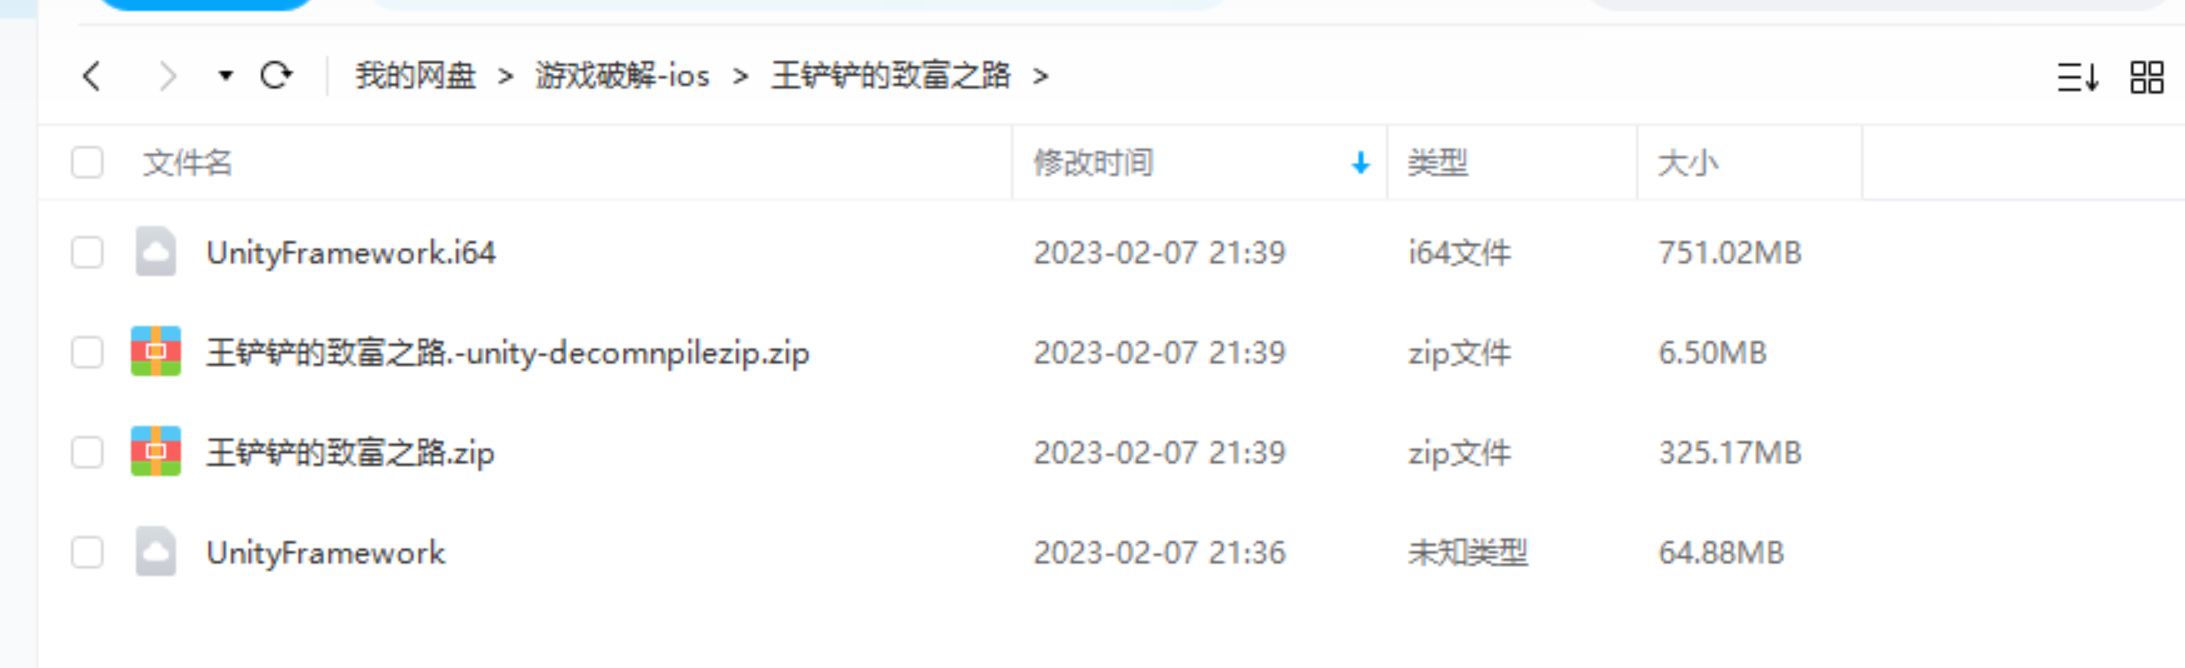 我的网盘 > 游戏破解-ios > 王铲铲的致富之路 >
文件名 修改时间 类型 大小
UnityFramework.i64 2023-02-07 21:39 i64文件 751.02MB
王铲铲的致富之路.-unity-decomnpilezip.zip 2023-02-07 21:39 zip文件 6.50MB
王铲铲的致富之路.zip 2023-02-07 21:39 zip文件 325.17MB
UnityFramework 2023-02-07 21:36 未知类型 64.88MB